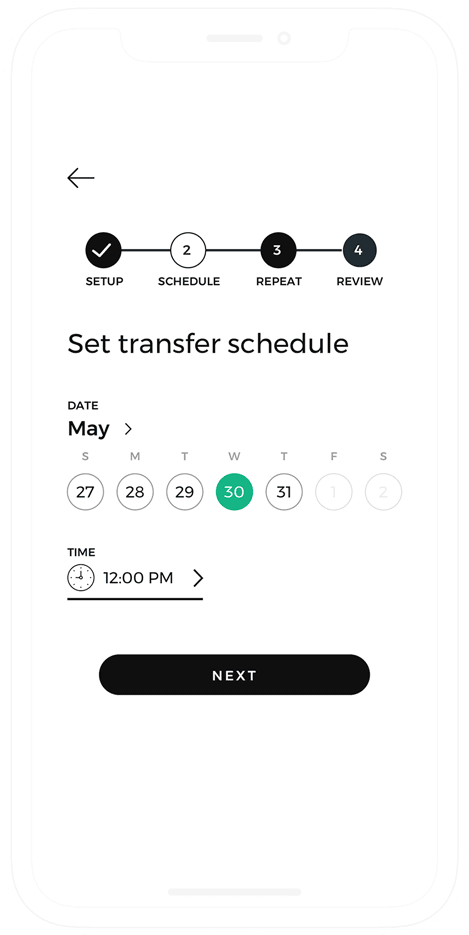 2 3 4
SETUP SCHEDULE REPEAT REVIEW
Set transfer schedule
DATE
May
S M T W T F S
27 28 29 30 31 1 2
TIME
12:00 PM
NEXT